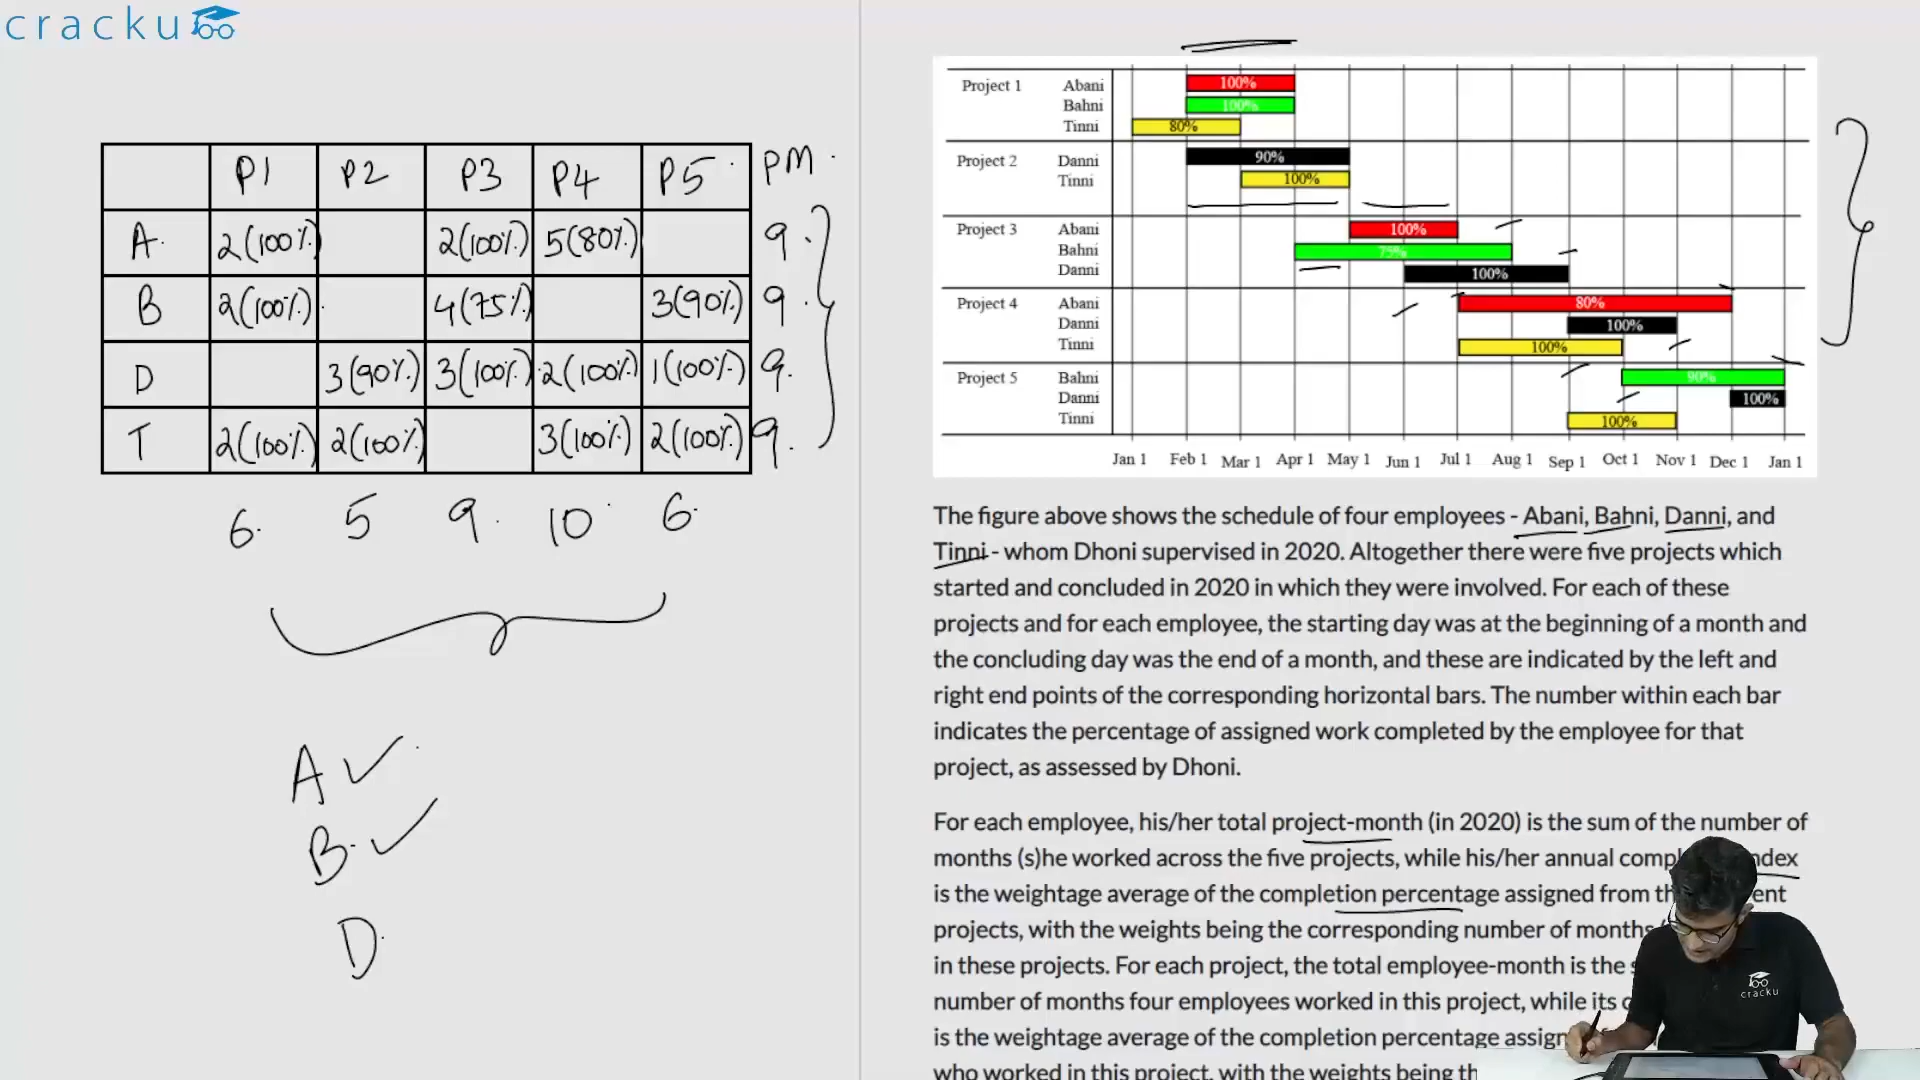 cracku
P1 P2 P3 P4 P5 PM
A 2(100%) 2(100%) 5(80%) 9
B 2(100%) 4(75%) 3(90%) 9
D 3(90%) 3(100%) 2(100%) 1(100%) 9
T 2(100%) 2(100%) 3(100%) 2(100%) 9
6 5 9 10 6
A ✓
B ✓
D
Project 1 Abani 100%
Bahni 100%
Tinni 80%
Project 2 Danni 90%
Tinni 100%
Project 3 Abani 100%
Bahni 75%
Danni 100%
Project 4 Abani 80%
Danni 100%
Tinni 100%
Project 5 Bahni 90%
Danni 100%
Tinni 100%
Jan 1 Feb 1 Mar 1 Apr 1 May 1 Jun 1 Jul 1 Aug 1 Sep 1 Oct 1 Nov 1 Dec 1 Jan 1
The figure above shows the schedule of four employees - Abani, Bahni, Danni, and
Tinni - whom Dhoni supervised in 2020. Altogether there were five projects which
started and concluded in 2020 in which they were involved. For each of these
projects and for each employee, the starting day was at the beginning of a month and
the concluding day was the end of a month, and these are indicated by the left and
right end points of the corresponding horizontal bars. The number within each bar
indicates the percentage of assigned work completed by the employee for that
project, as assessed by Dhoni.
For each employee, his/her total project-month (in 2020) is the sum of the number of
months (s)he worked across the five projects, while his/her annual
is the weightage average of the completion percentage assigned from
projects, with the weights being the corresponding number of months
in these projects. For each project, the total employee-month is the
number of months four employees worked in this project, while its
is the weightage average of the completion percentage
who worked in this project, with the weights being
cracku